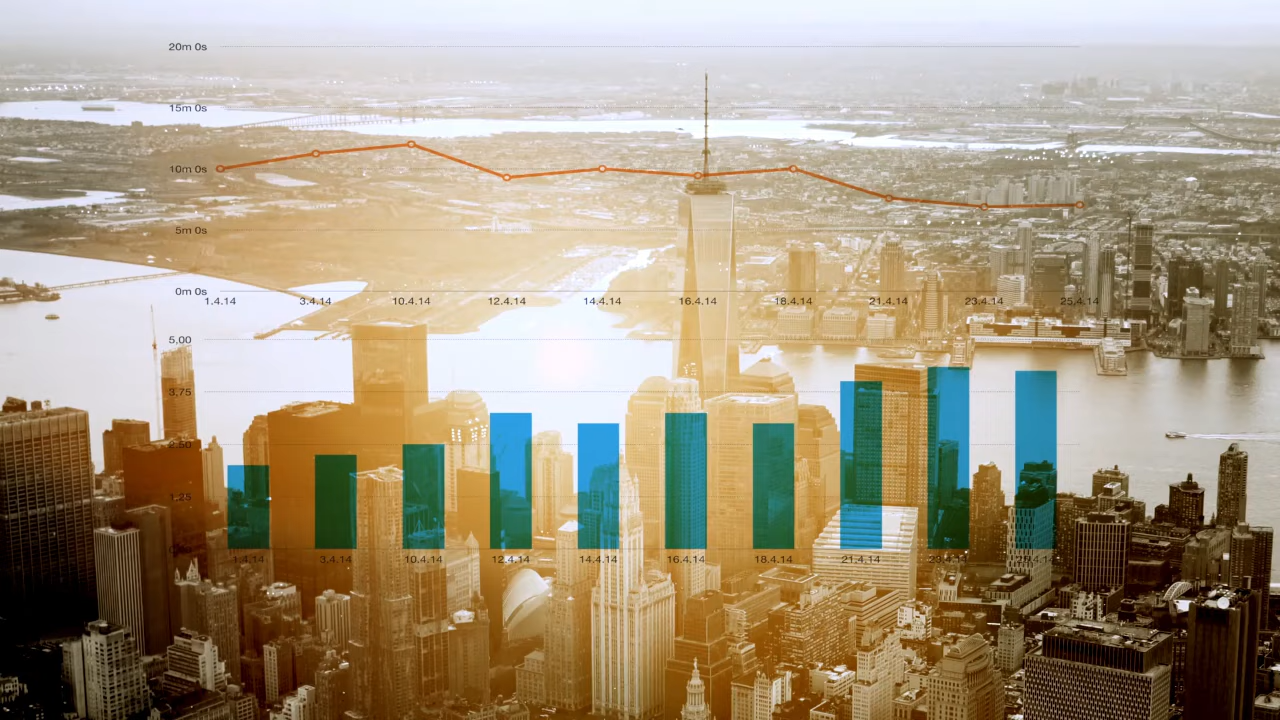 20m 0s
15m 0s
10m 0s
5m 0s
0m 0s
1.4.14 3.4.14 10.4.14 12.4.14 14.4.14 16.4.14 18.4.14 21.4.14 23.4.14 25.4.14
5,00
3,75
2,50
1,25
1.4.14 3.4.14 10.4.14 12.4.14 14.4.14 16.4.14 18.4.14 21.4.14